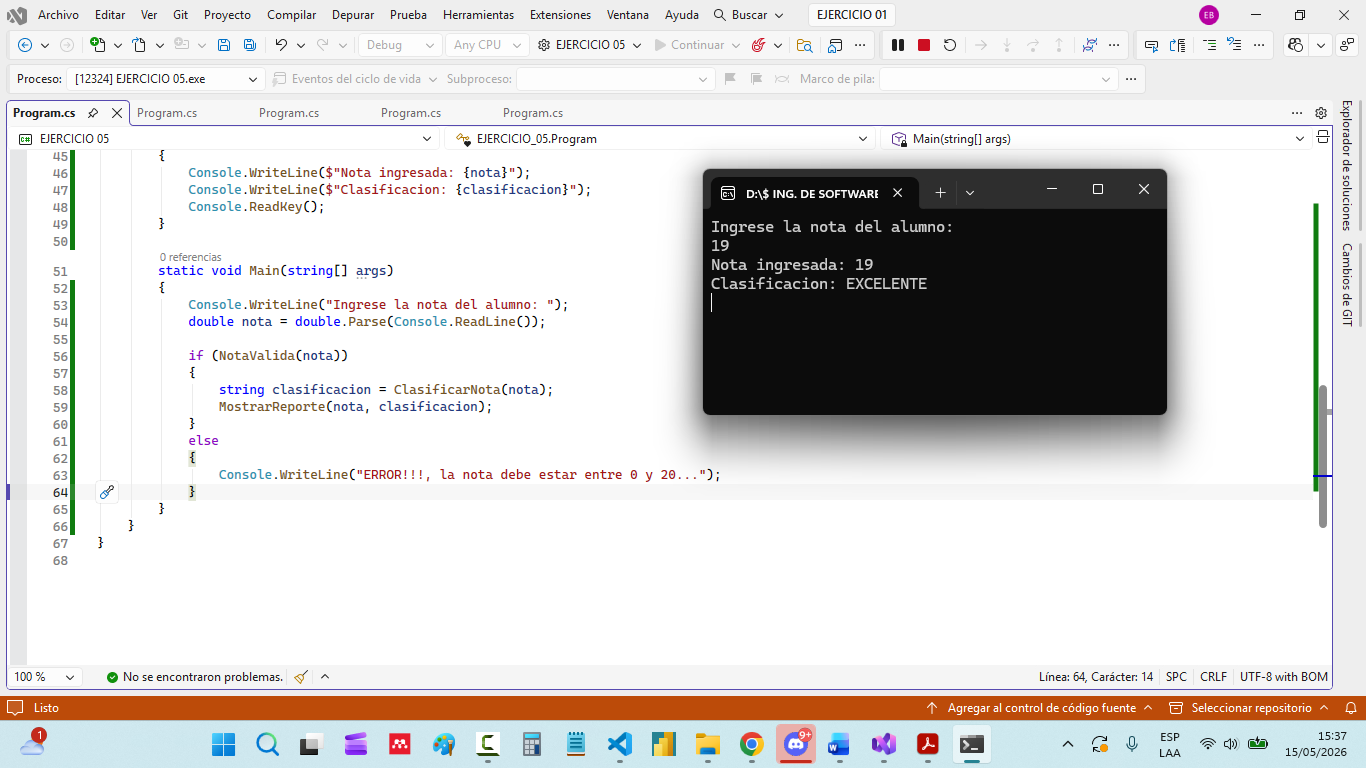 Archivo Editar Ver Git Proyecto Compilar Depurar Prueba Herramientas Extensiones Ventana Ayuda Buscar EJERCICIO 01 EB
Debug Any CPU EJERCICIO 05 Continuar
Proceso: [12324] EJERCICIO 05.exe Eventos del ciclo de vida Subproceso: Marco de pila:
Program.cs Program.cs Program.cs Program.cs Program.cs
C# EJERCICIO 05 EJERCICIO_05.Program Main(string[] args)
45 {
46 Console.WriteLine($"Nota ingresada: {nota}");
47 Console.WriteLine($"Clasificacion: {clasificacion}");
48 Console.ReadKey();
49 }
50
0 referencias
51 static void Main(string[] args)
52 {
53 Console.WriteLine("Ingrese la nota del alumno: ");
54 double nota = double.Parse(Console.ReadLine());
55
56 if (NotaValida(nota))
57 {
58 string clasificacion = ClasificarNota(nota);
59 MostrarReporte(nota, clasificacion);
60 }
61 else
62 {
63 Console.WriteLine("ERROR!!!, la nota debe estar entre 0 y 20...");
64 }
65 }
66 }
67 }
68
D:\$ ING. DE SOFTWARE
Ingrese la nota del alumno:
19
Nota ingresada: 19
Clasificacion: EXCELENTE
Explorador de soluciones
Cambios de GIT
100 % No se encontraron problemas. Línea: 64, Carácter: 14 SPC CRLF UTF-8 with BOM
Listo Agregar al control de código fuente Seleccionar repositorio
1 9+ ESP 15:37
LAA 15/05/2026